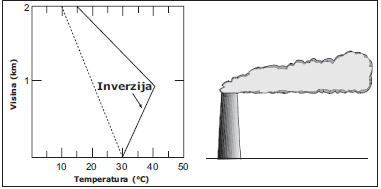 2
1
Visina (km)
Inverzija
10 20 30 40 50
Temperatura (°C)